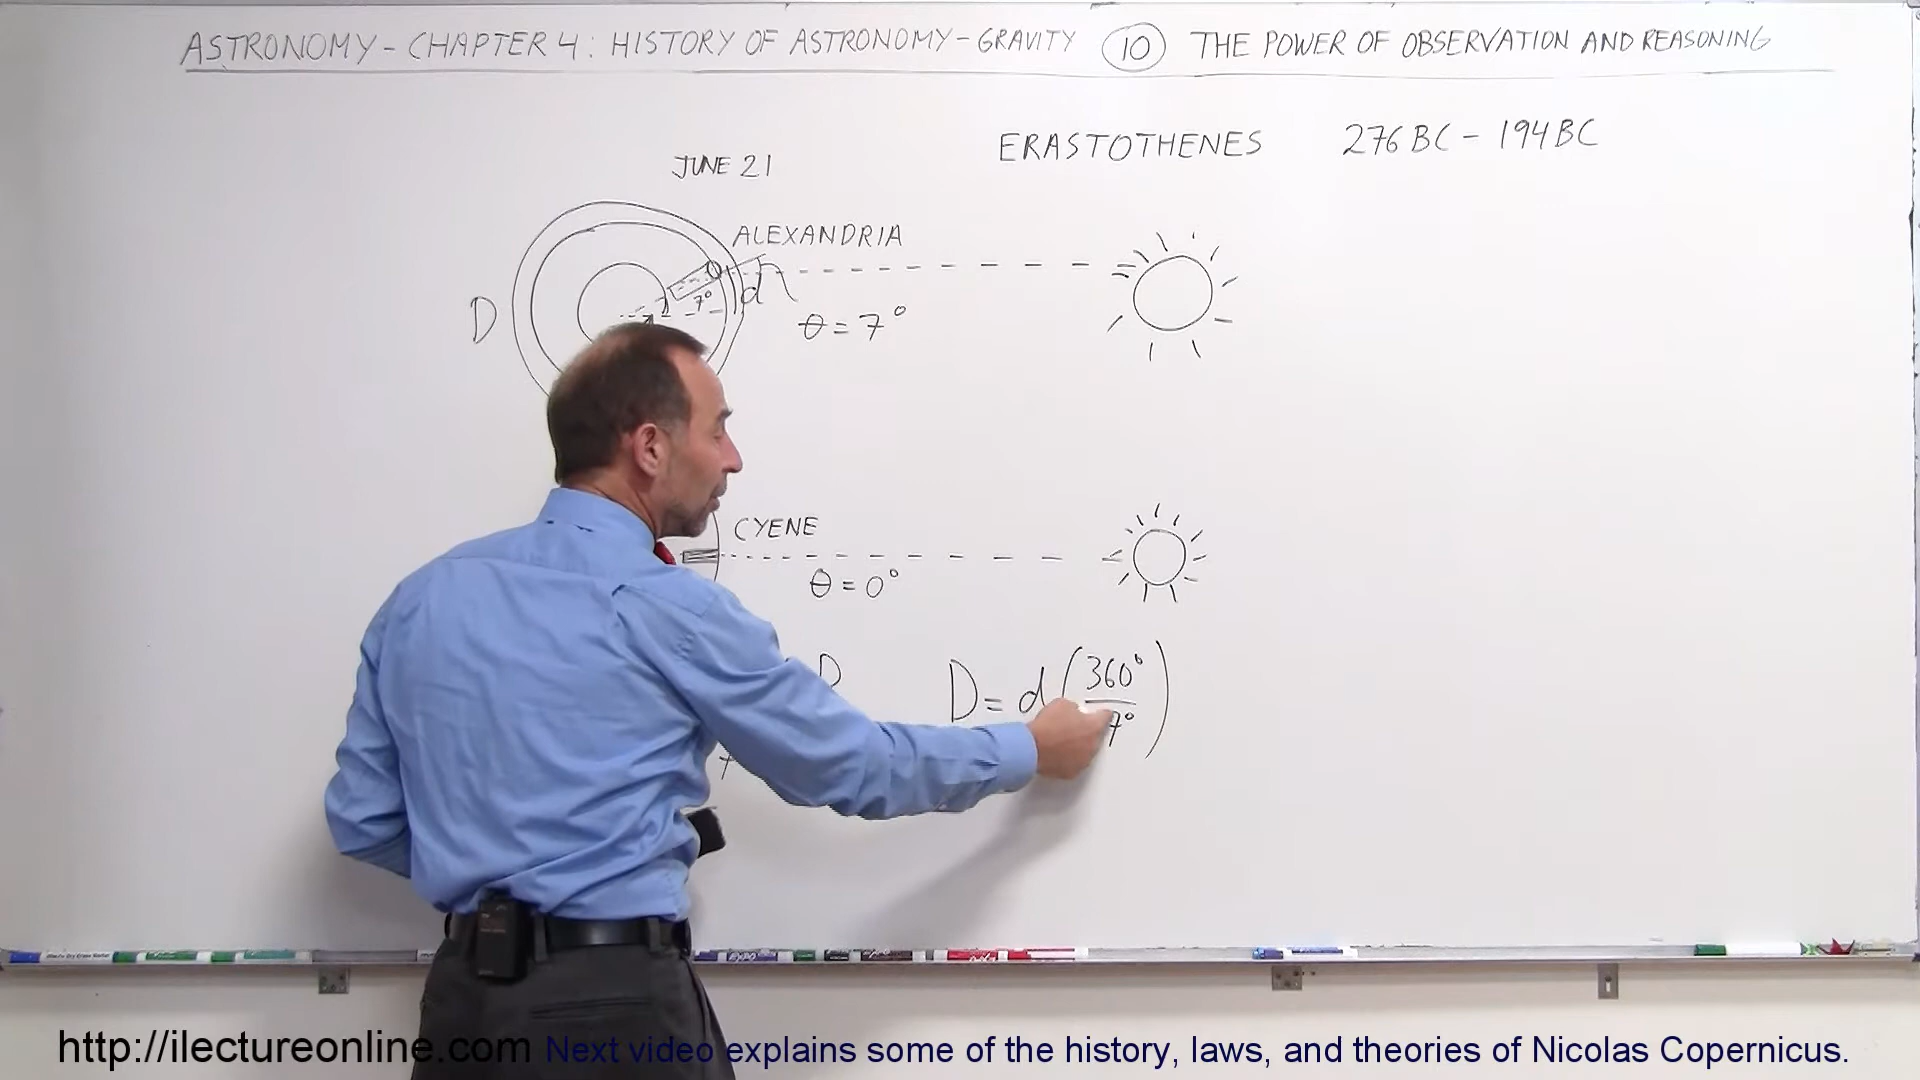 ASTRONOMY - CHAPTER 4: HISTORY OF ASTRONOMY - GRAVITY 10 THE POWER OF OBSERVATION AND REASONING
ERASTOTHENES 276 BC - 194 BC
JUNE 21
ALEXANDRIA
D
7°
d
θ = 7°
CYENE
θ = 0°
D
D = d (360° / 7°)
http://ilectureonline.com Next video explains some of the history, laws, and theories of Nicolas Copernicus.